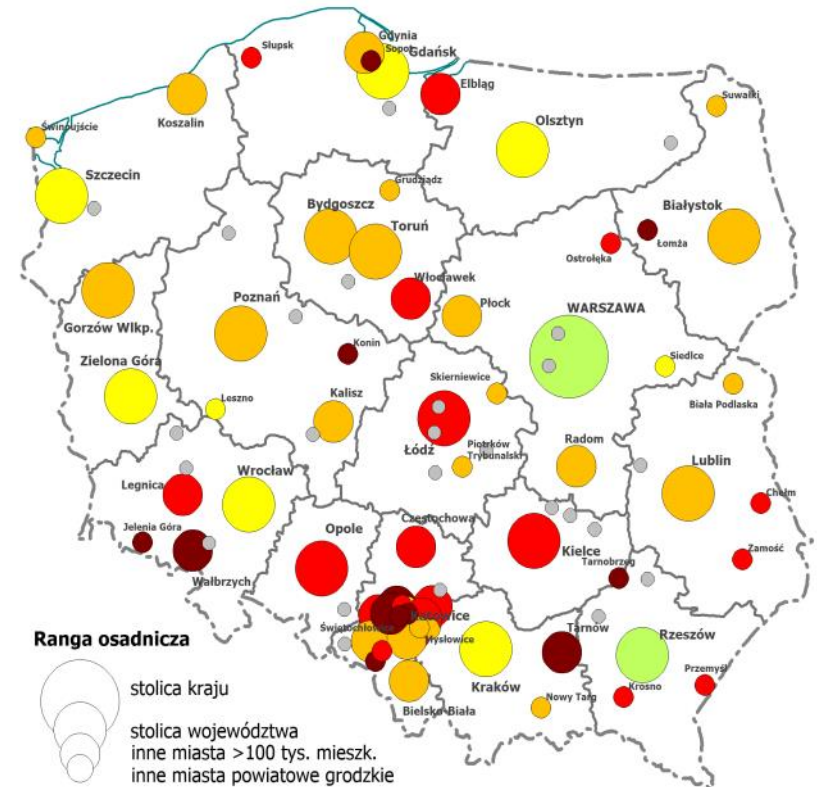 Słupsk
Gdynia
Sopot
Gdańsk
Elbląg
Suwałki
Koszalin
Świnoujście
Olsztyn
Szczecin
Grudziądz
Bydgoszcz
Toruń
Białystok
Łomża
Ostrołęka
Włocławek
Płock
Poznań
WARSZAWA
Gorzów Wlkp.
Zielona Góra
Konin
Siedlce
Skierniewice
Biała Podlaska
Leszno
Kalisz
Łódź
Piotrków
Trybunalski
Radom
Lublin
Legnica
Wrocław
Chełm
Jelenia Góra
Opole
Częstochowa
Kielce
Zamość
Wałbrzych
Tarnobrzeg
Katowice
Świętochłowice
Mysłowice
Tarnów
Rzeszów
Przemyśl
Kraków
Krosno
Nowy Targ
Bielsko-Biała
Ranga osadnicza
stolica kraju
stolica województwa
inne miasta >100 tys. mieszk.
inne miasta powiatowe grodzkie